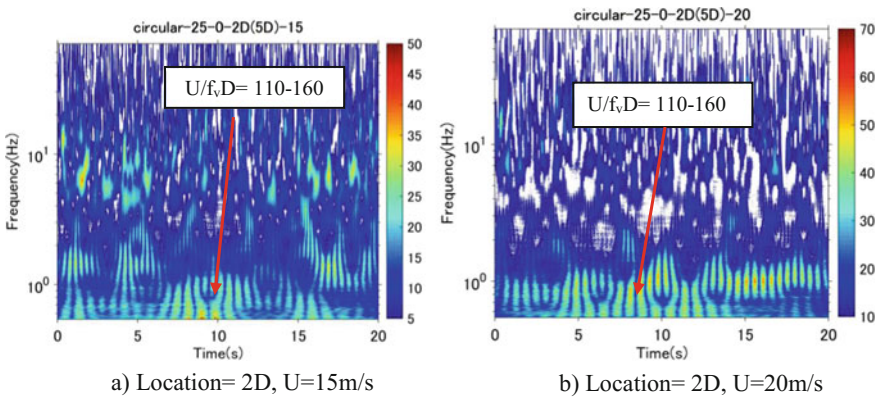 circular-25-0-2D(5D)-15
U/fᵥD= 110-160
Frequency(Hz)
10¹
10⁰
0 5 10 15 20
Time(s)
50
45
40
35
30
25
20
15
10
5
a) Location= 2D, U=15m/s
circular-25-0-2D(5D)-20
U/fᵥD= 110-160
Frequency(Hz)
10¹
10⁰
0 5 10 15 20
Time(s)
70
60
50
40
30
20
10
b) Location= 2D, U=20m/s